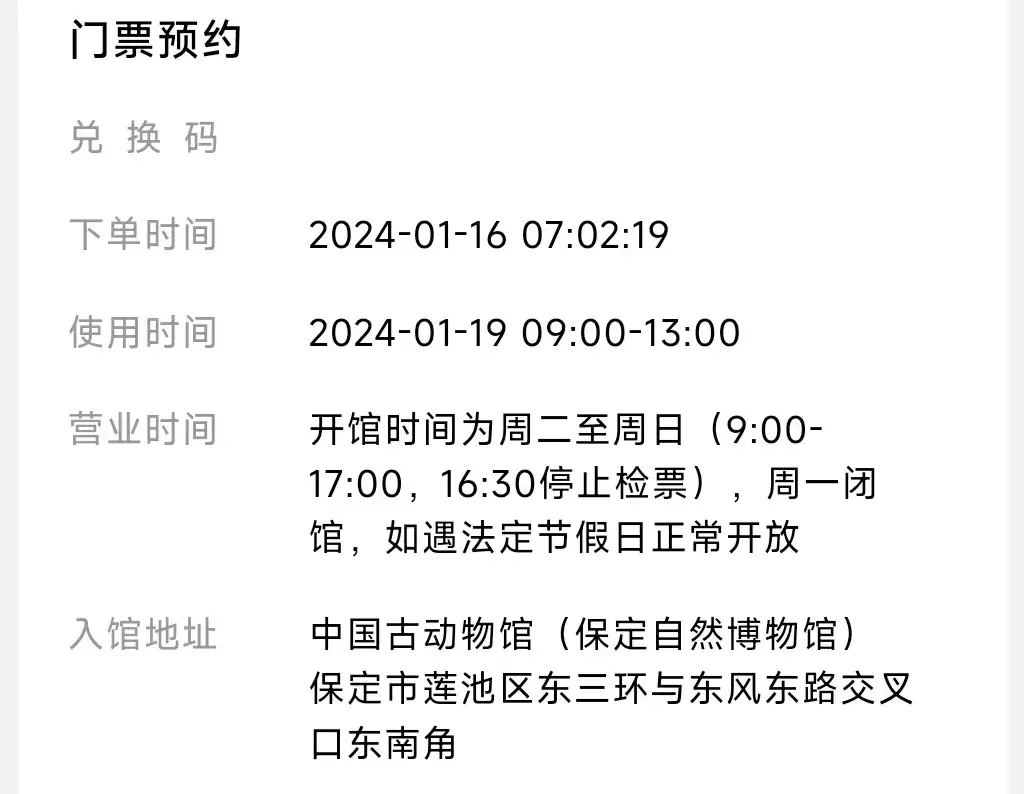 门票预约
兑换码
下单时间 2024-01-16 07:02:19
使用时间 2024-01-19 09:00-13:00
营业时间 开馆时间为周二至周日（9:00-
17:00，16:30停止检票），周一闭
馆，如遇法定节假日正常开放
入馆地址 中国古动物馆（保定自然博物馆）
保定市莲池区东三环与东风东路交叉
口东南角